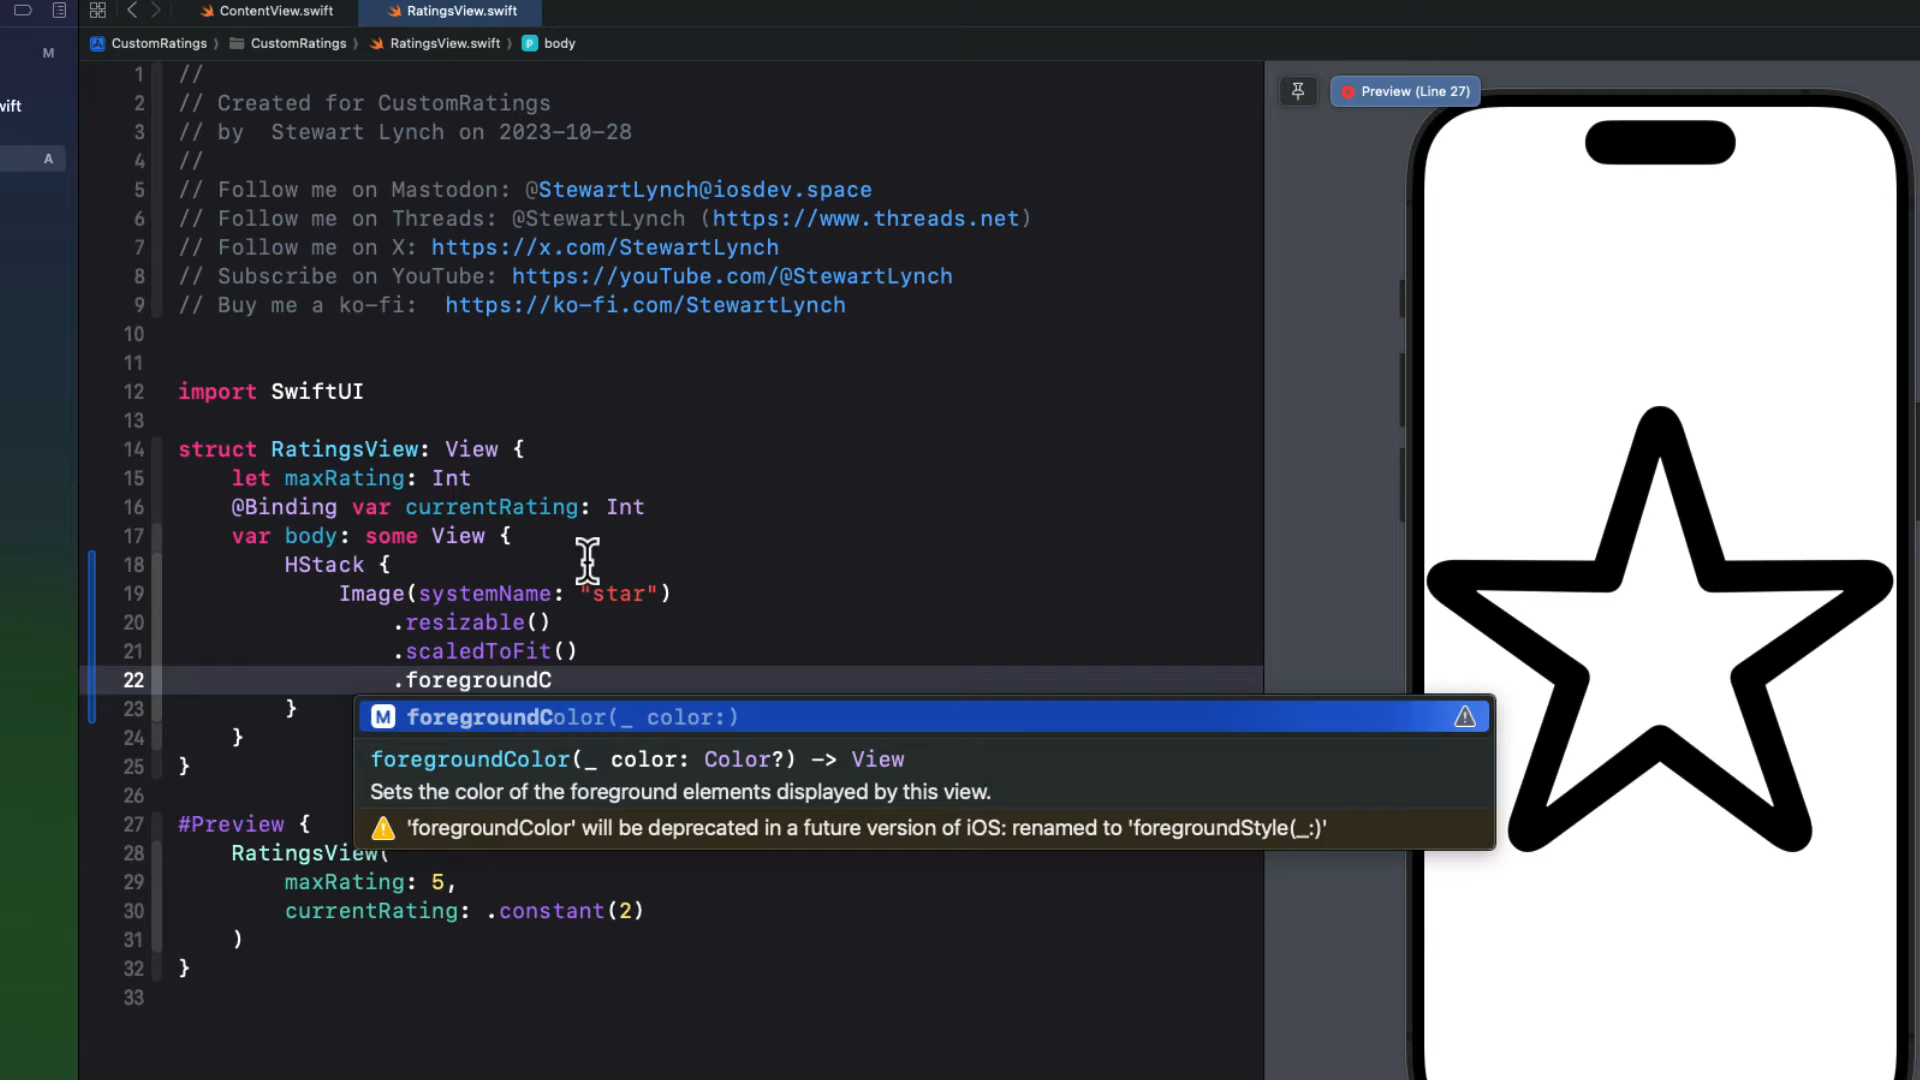 ContentView.swift
RatingsView.swift
M
CustomRatings
CustomRatings
RatingsView.swift
P
body
wift
A
Preview (Line 27)
1 //
2 // Created for CustomRatings
3 // by  Stewart Lynch on 2023-10-28
4 //
5 // Follow me on Mastodon: @StewartLynch@iosdev.space
6 // Follow me on Threads: @StewartLynch (https://www.threads.net)
7 // Follow me on X: https://x.com/StewartLynch
8 // Subscribe on YouTube: https://youTube.com/@StewartLynch
9 // Buy me a ko-fi:  https://ko-fi.com/StewartLynch
10
11
12 import SwiftUI
13
14 struct RatingsView: View {
15     let maxRating: Int
16     @Binding var currentRating: Int
17     var body: some View {
18         HStack {
19             Image(systemName: "star")
20                 .resizable()
21                 .scaledToFit()
22                 .foregroundC
23         }
24     }
25 }
26
27 #Preview {
28     RatingsView(
29         maxRating: 5,
30         currentRating: .constant(2)
31     )
32 }
33
M foregroundColor(_ color:)
foregroundColor(_ color: Color?) -> View
Sets the color of the foreground elements displayed by this view.
'foregroundColor' will be deprecated in a future version of iOS: renamed to 'foregroundStyle(_:)'